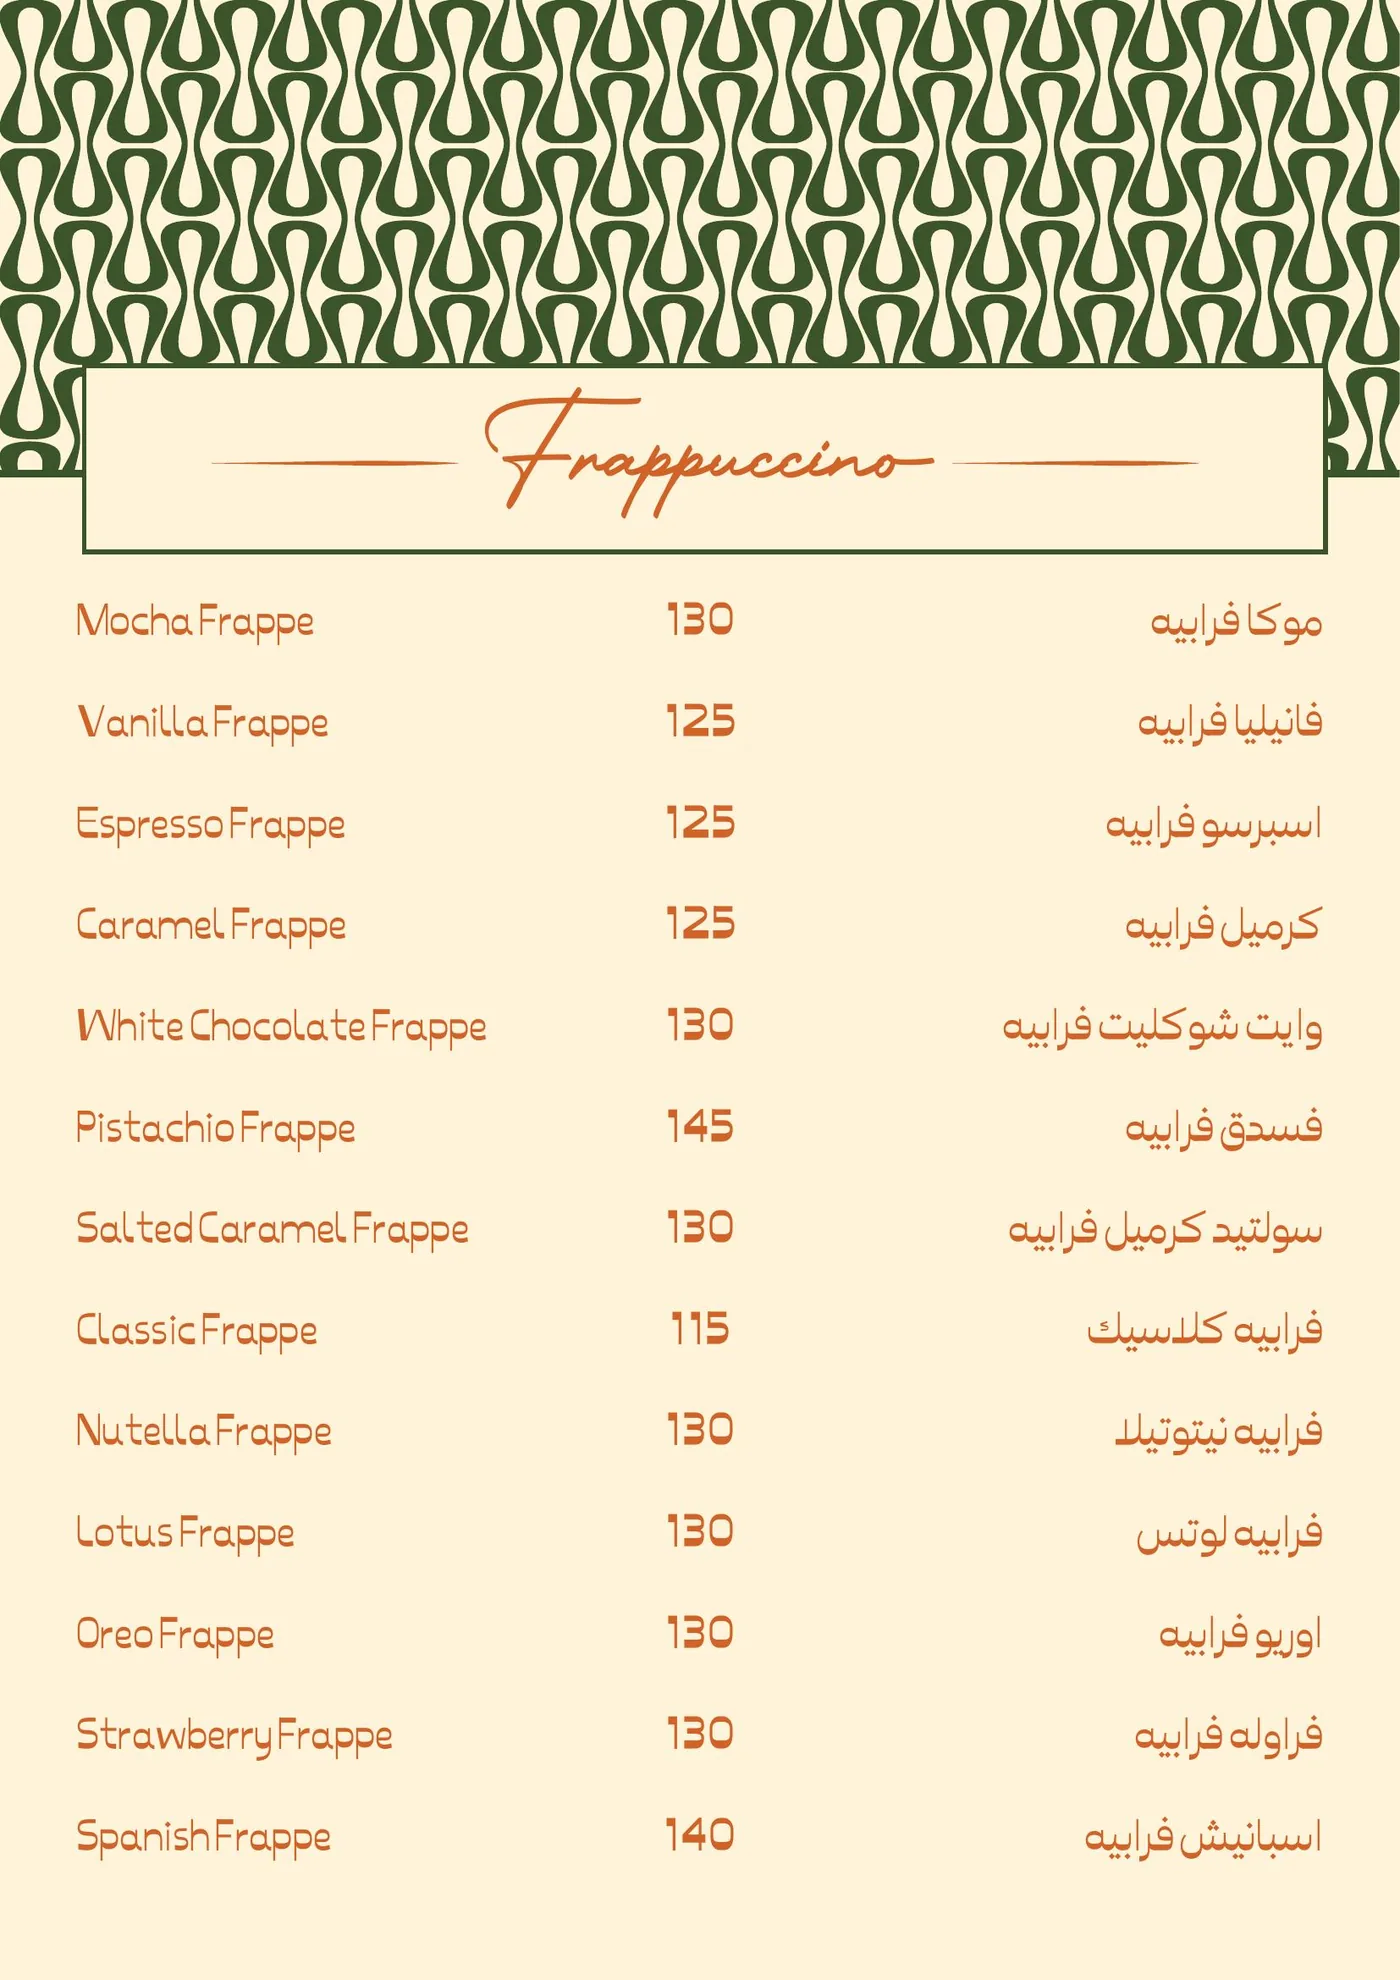 Frappuccino
Mocha Frappe 130 موكا فرابيه
Vanilla Frappe 125 فانيليا فرابيه
Espresso Frappe 125 اسبرسو فرابيه
Caramel Frappe 125 كرميل فرابيه
White Chocolate Frappe 130 وايت شوكليت فرابيه
Pistachio Frappe 145 فسدق فرابيه
Salted Caramel Frappe 130 سولتيد كرميل فرابيه
Classic Frappe 115 فرابيه كلاسيك
Nutella Frappe 130 فرابيه نيتوتيلا
Lotus Frappe 130 فرابيه لوتس
Oreo Frappe 130 اوريو فرابيه
Strawberry Frappe 130 فراوله فرابيه
Spanish Frappe 140 اسبانيش فرابيه